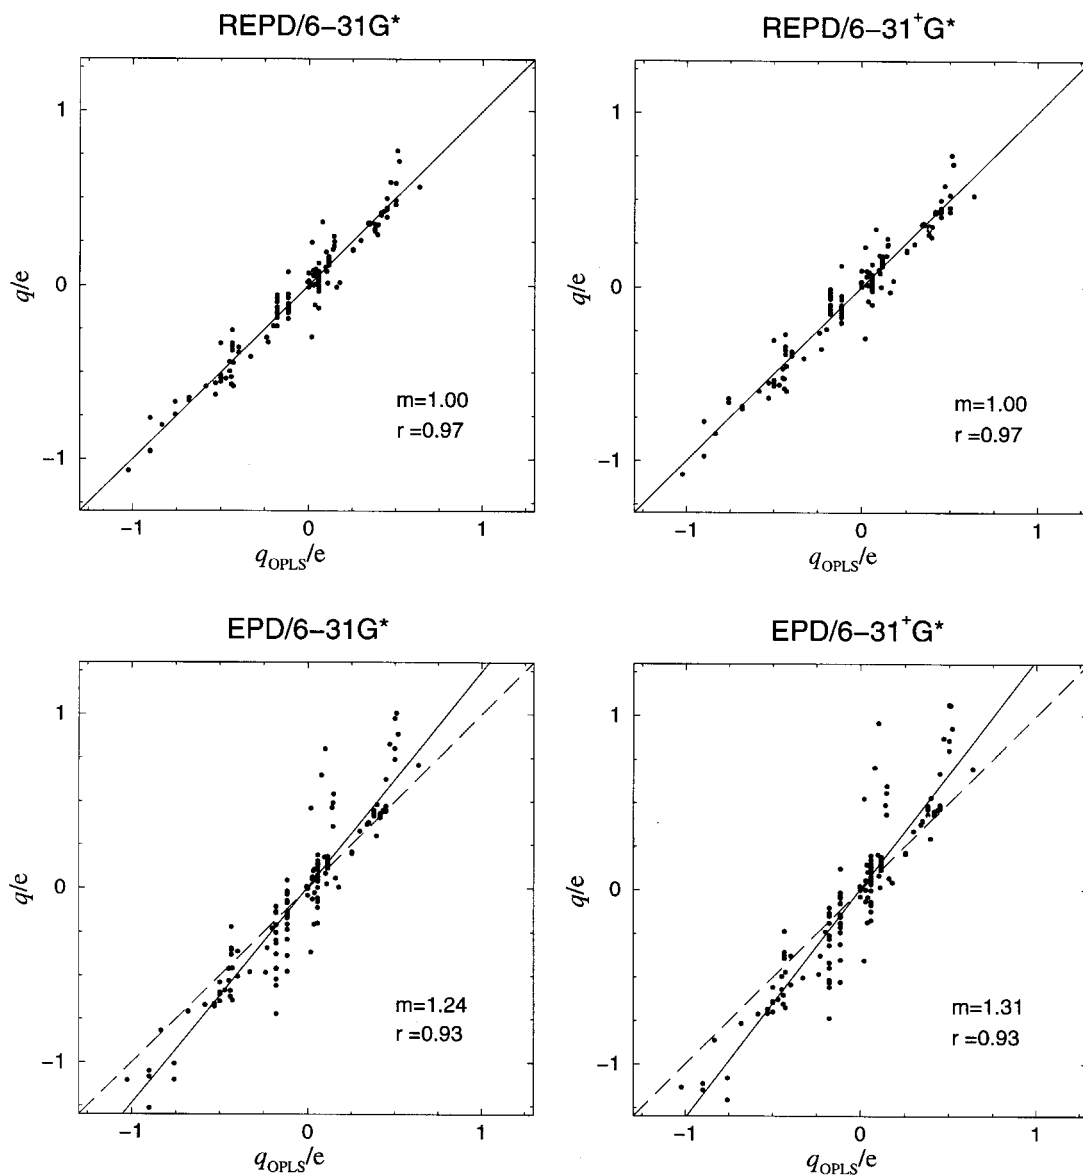 REPD/6−31G*
1
0
−1
q/e
m=1.00
r =0.97
−1
0
1
qOPLS/e
REPD/6−31⁺G*
1
0
−1
q/e
m=1.00
r =0.97
−1
0
1
qOPLS/e
EPD/6−31G*
1
0
−1
q/e
m=1.24
r =0.93
−1
0
1
qOPLS/e
EPD/6−31⁺G*
1
0
−1
q/e
m=1.31
r =0.93
−1
0
1
qOPLS/e